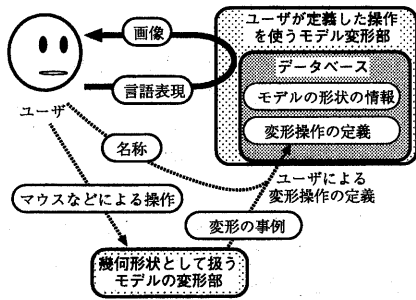 画像
言語表現
ユーザ
ユーザが定義した操作
を使うモデル変形部
データベース
モデルの形状の情報
変形操作の定義
名称
マウスなどによる操作
ユーザによる
変形操作の定義
変形の事例
幾何形状として扱う
モデルの変形部